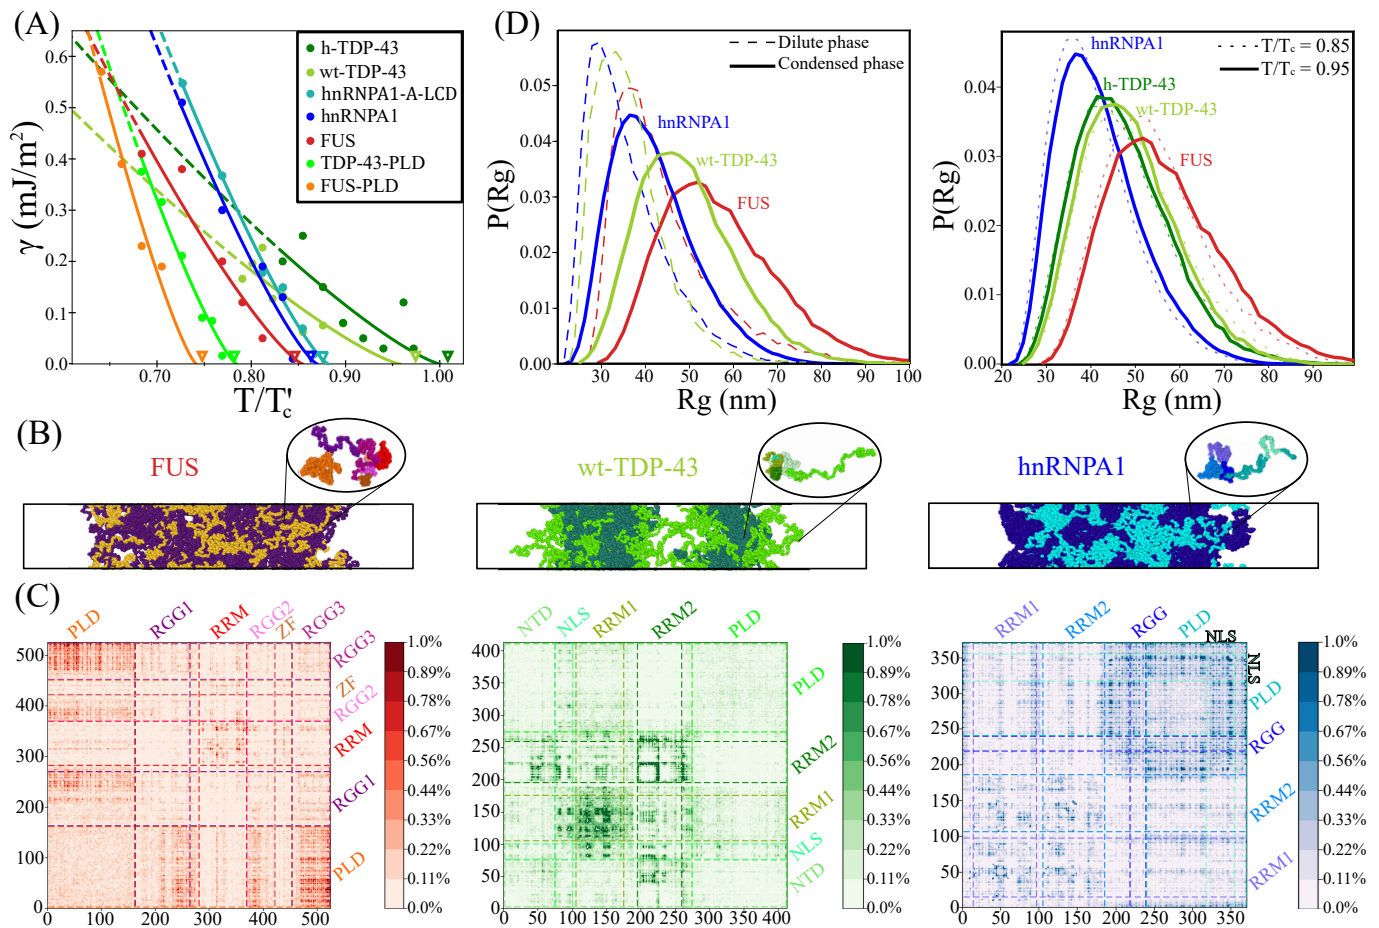 (A)
γ (mJ/m²)
0.6
0.5
0.4
0.3
0.2
0.1
0.0
0.70 0.80 0.90 1.00
T/T'c
h-TDP-43
wt-TDP-43
hnRNPA1-A-LCD
hnRNPA1
FUS
TDP-43-PLD
FUS-PLD
(D)
P(Rg)
0.05
0.04
0.03
0.02
0.01
0.00
30 40 50 60 70 80 90 100
Rg (nm)
Dilute phase
Condensed phase
hnRNPA1
wt-TDP-43
FUS
P(Rg)
0.04
0.03
0.02
0.01
0.00
20 30 40 50 60 70 80 90
Rg (nm)
T/Tc = 0.85
T/Tc = 0.95
hnRNPA1
h-TDP-43
wt-TDP-43
FUS
(B)
FUS
wt-TDP-43
hnRNPA1
(C)
PLD RGG1 RRM RGG2 ZF RGG3
500
400
300
200
100
0
0 100 200 300 400 500
RGG3
ZF
RGG2
RRM
RGG1
PLD
1.0%
0.89%
0.78%
0.67%
0.55%
0.44%
0.33%
0.22%
0.11%
0.0%
NTD NLS RRM1 RRM2 PLD
400
350
300
250
200
150
100
50
0
0 50 100 150 200 250 300 350 400
PLD
RRM2
RRM1
NLS
NTD
1.0%
0.89%
0.78%
0.67%
0.55%
0.44%
0.33%
0.22%
0.11%
0.0%
RRM1 RRM2 RGG PLD NLS
350
300
250
200
150
100
50
0
0 50 100 150 200 250 300 350
NLS
PLD
RGG
RRM2
RRM1
1.0%
0.89%
0.78%
0.67%
0.55%
0.44%
0.33%
0.22%
0.11%
0.0%